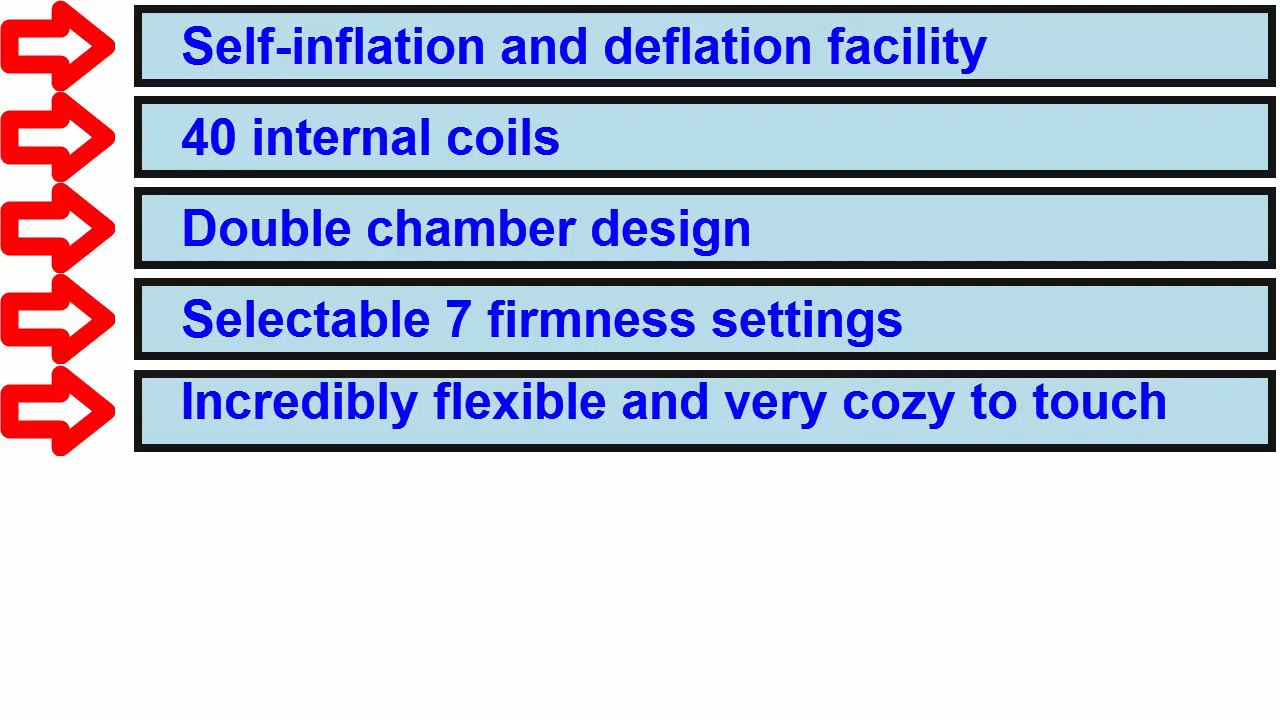 Self-inflation and deflation facility
40 internal coils
Double chamber design
Selectable 7 firmness settings
Incredibly flexible and very cozy to touch